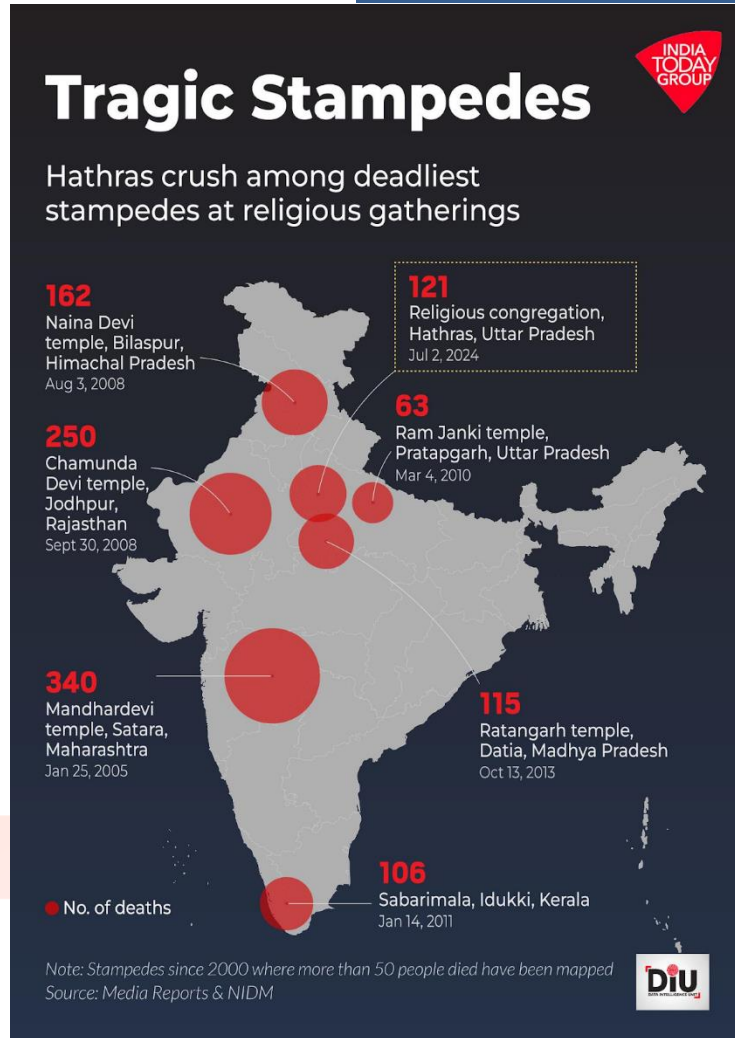 INDIA
TODAY
GROUP
Tragic Stampedes
Hathras crush among deadliest
stampedes at religious gatherings
162
Naina Devi
temple, Bilaspur,
Himachal Pradesh
Aug 3, 2008
121
Religious congregation,
Hathras, Uttar Pradesh
Jul 2, 2024
63
Ram Janki temple,
Pratapgarh, Uttar Pradesh
Mar 4, 2010
250
Chamunda
Devi temple,
Jodhpur,
Rajasthan
Sept 30, 2008
340
Mandhardevi
temple, Satara,
Maharashtra
Jan 25, 2005
115
Ratangarh temple,
Datia, Madhya Pradesh
Oct 13, 2013
106
Sabarimala, Idukki, Kerala
Jan 14, 2011
No. of deaths
Note: Stampedes since 2000 where more than 50 people died have been mapped
Source: Media Reports & NIDM
DiU
DATA INTELLIGENCE UNIT